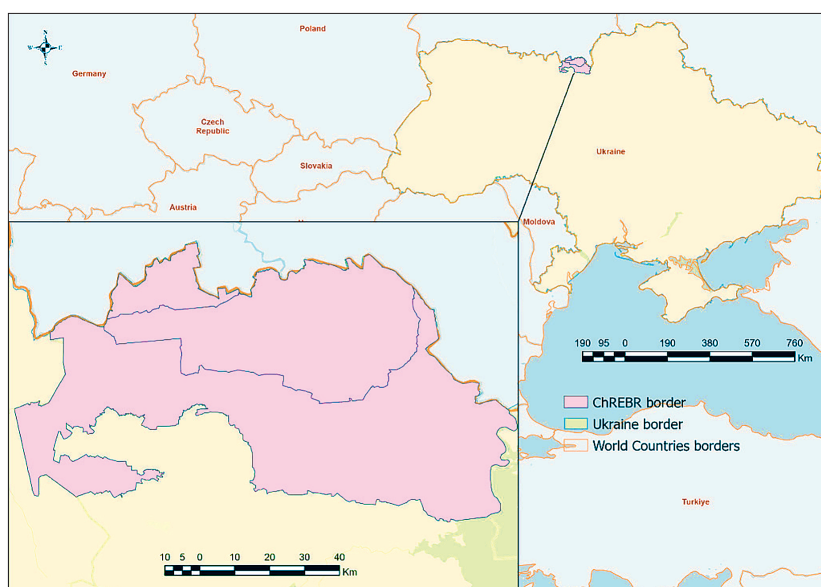 N
W E
S
Poland
Germany
Czech
Republic
Ukraine
Slovakia
Austria
Moldova
190 95 0 190 380 570 760
Km
ChREBR border
Ukraine border
World Countries borders
Turkiye
10 5 0 10 20 30 40
Km